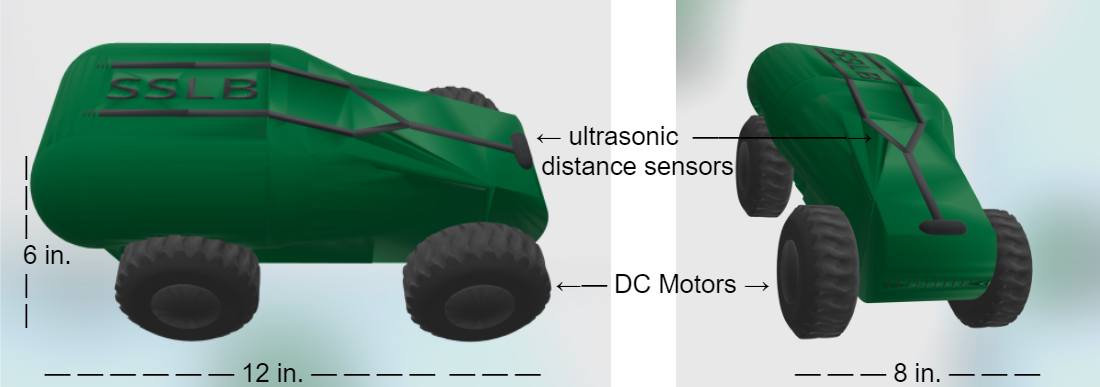 SSLB
SSLB
← ultrasonic
distance sensors
6 in.
←— DC Motors →
12 in.
8 in.